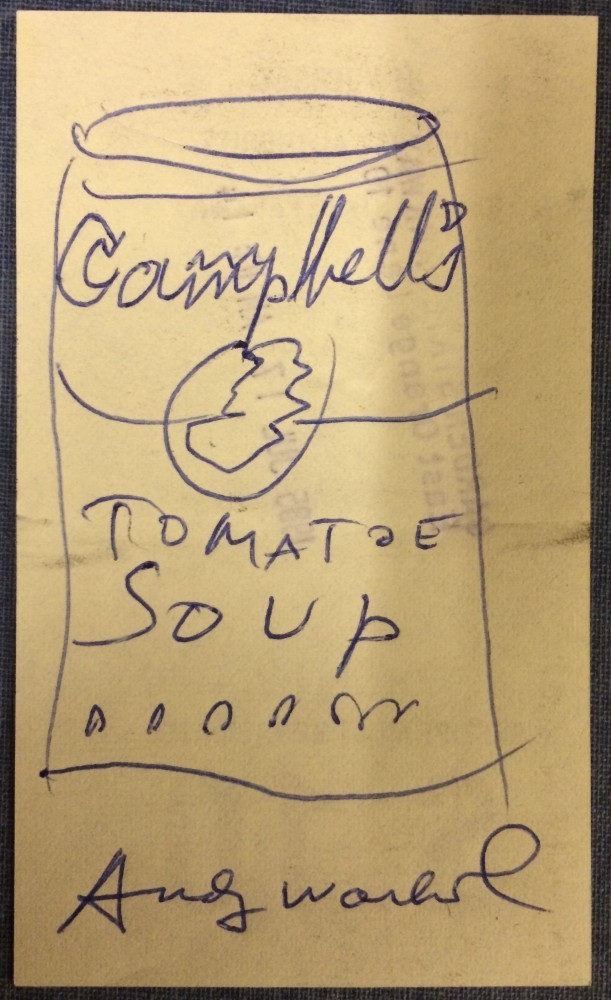 Campbell's
TOMATOE
SOUP
Andy Warhol